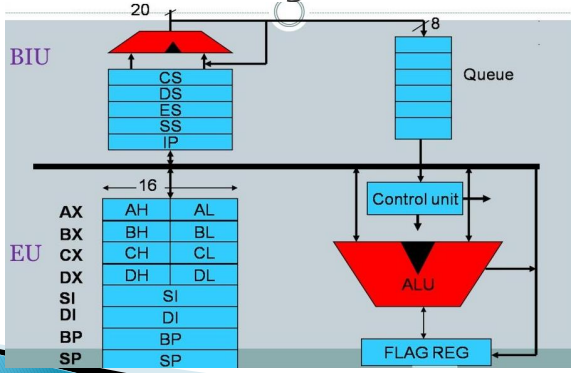 20
8
BIU
CS
DS
ES
SS
IP
Queue
16
Control unit
AX AH AL
BX BH BL
EU
CX CH CL
DX DH DL
SI SI
DI DI
BP BP
SP SP
ALU
FLAG REG